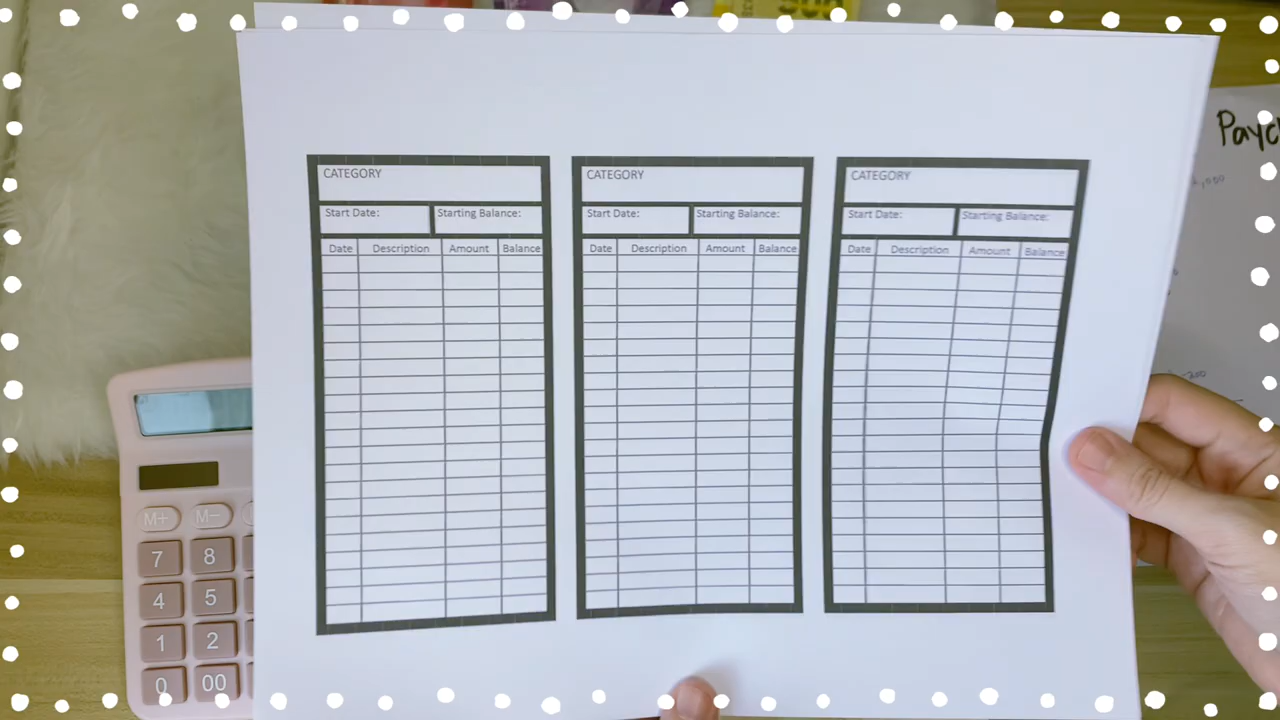 CATEGORY
Start Date: Starting Balance:
Date Description Amount Balance
CATEGORY
Start Date: Starting Balance:
Date Description Amount Balance
CATEGORY
Start Date: Starting Balance:
Date Description Amount Balance
M+ M-
7 8
4 5
1 2
0 00